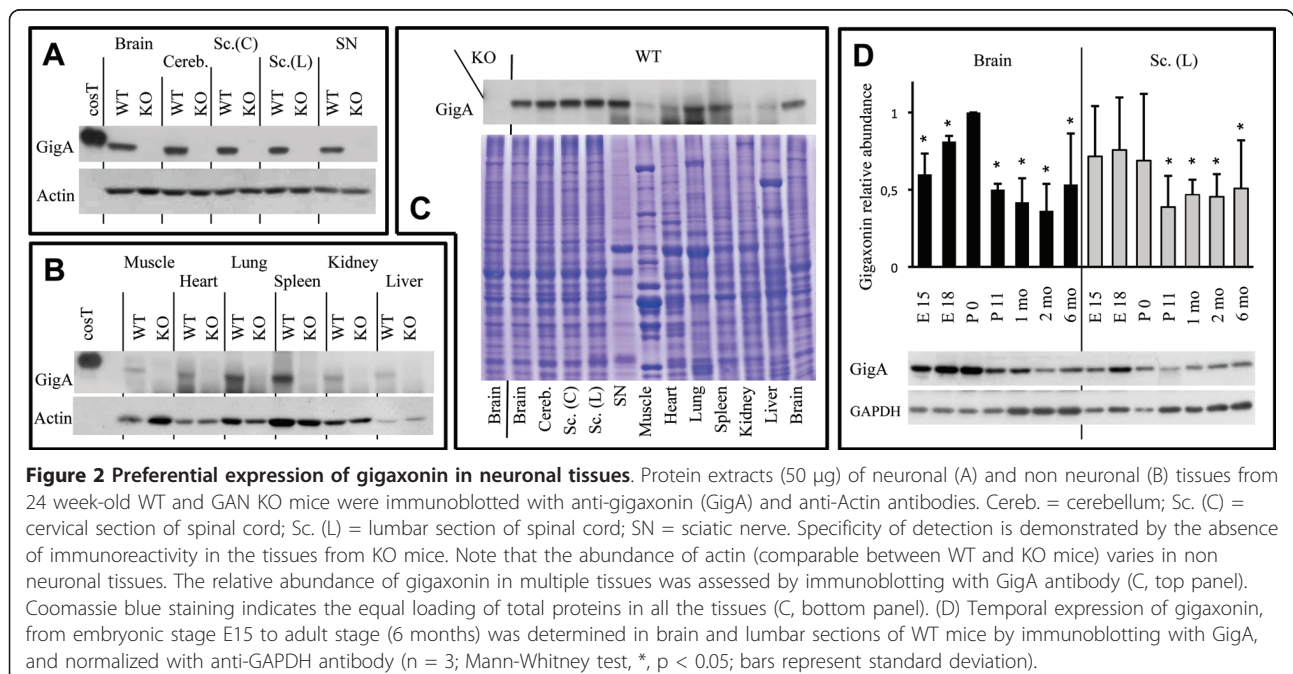 A
Brain
Sc.(C)
SN
Cereb.
Sc.(L)
cosT
WT
KO
WT
KO
WT
KO
WT
KO
WT
KO
GigA
Actin
B
Muscle
Lung
Kidney
Heart
Spleen
Liver
cosT
WT
KO
WT
KO
WT
KO
WT
KO
WT
KO
WT
KO
GigA
Actin
C
KO
WT
GigA
Brain
Brain
Cereb.
Sc. (C)
Sc. (L)
SN
Muscle
Heart
Lung
Spleen
Kidney
Liver
Brain
D
Brain
Sc. (L)
Gigaxonin relative abundance
1
0,5
0
* * * * * * * * * *
E 15
E 18
P 0
P 11
1 mo
2 mo
6 mo
E 15
E 18
P 0
P 11
1 mo
2 mo
6 mo
GigA
GAPDH
Figure 2 Preferential expression of gigaxonin in neuronal tissues. Protein extracts (50 μg) of neuronal (A) and non neuronal (B) tissues from
24 week-old WT and GAN KO mice were immunoblotted with anti-gigaxonin (GigA) and anti-Actin antibodies. Cereb. = cerebellum; Sc. (C) =
cervical section of spinal cord; Sc. (L) = lumbar section of spinal cord; SN = sciatic nerve. Specificity of detection is demonstrated by the absence
of immunoreactivity in the tissues from KO mice. Note that the abundance of actin (comparable between WT and KO mice) varies in non
neuronal tissues. The relative abundance of gigaxonin in multiple tissues was assessed by immunoblotting with GigA antibody (C, top panel).
Coomassie blue staining indicates the equal loading of total proteins in all the tissues (C, bottom panel). (D) Temporal expression of gigaxonin,
from embryonic stage E15 to adult stage (6 months) was determined in brain and lumbar sections of WT mice by immunoblotting with GigA,
and normalized with anti-GAPDH antibody (n = 3; Mann-Whitney test, *, p < 0.05; bars represent standard deviation).